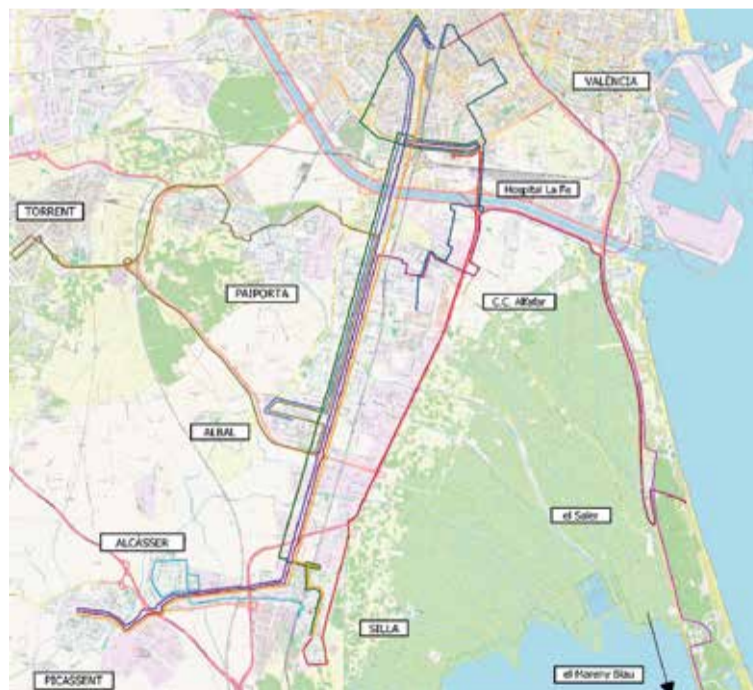 VALÈNCIA
Hospital La Fe
TORRENT
PAIPORTA
C.C. Alfafar
ALBAL
el Saler
ALCÀSSER
SILLA
el Mareny Blau
PICASSENT